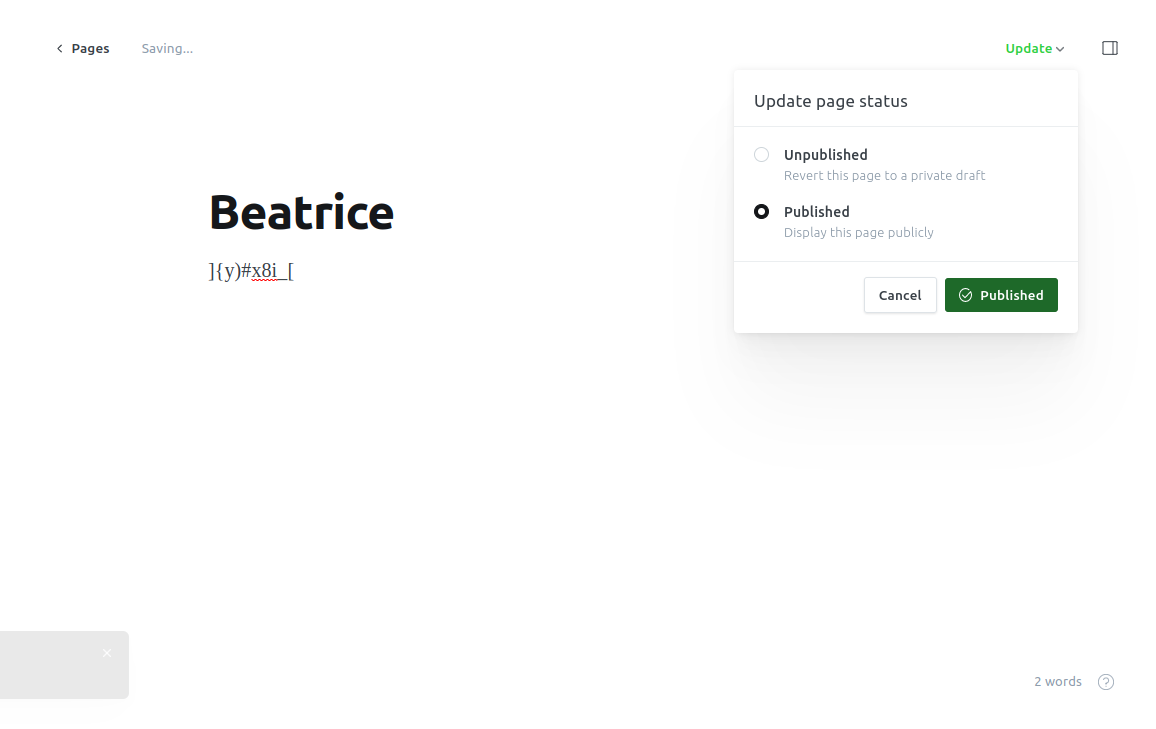 Pages
Saving...
Update
Update page status
Unpublished
Revert this page to a private draft
Beatrice
Published
Display this page publicly
]{y)#x8i_[
Cancel
Published
2 words